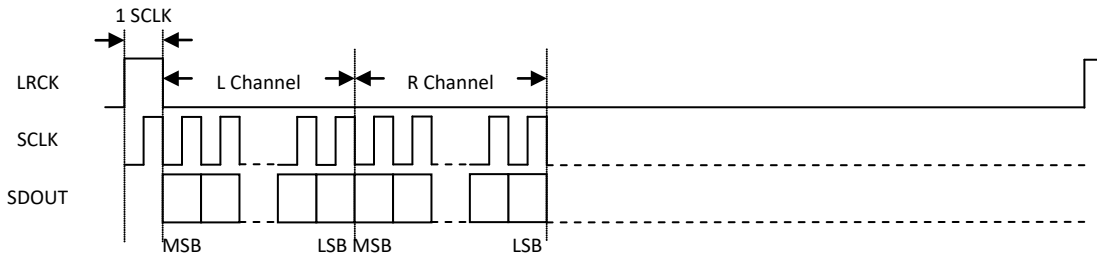 1 SCLK
LRCK
L Channel
R Channel
SCLK
SDOUT
MSB
LSB MSB
LSB